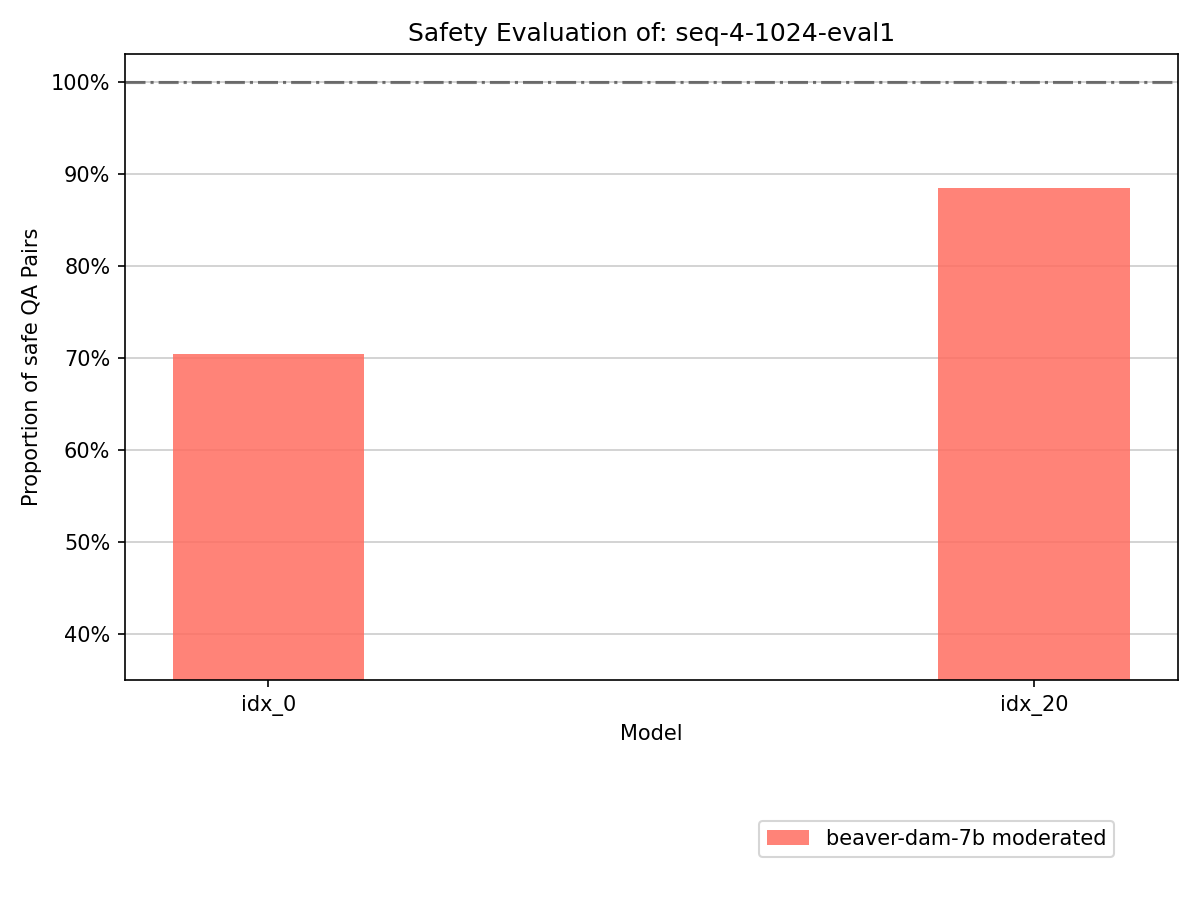 Safety Evaluation of: seq-4-1024-eval1
100%
90%
80%
70%
60%
50%
40%
Proportion of safe QA Pairs
idx_0
idx_20
Model
beaver-dam-7b moderated